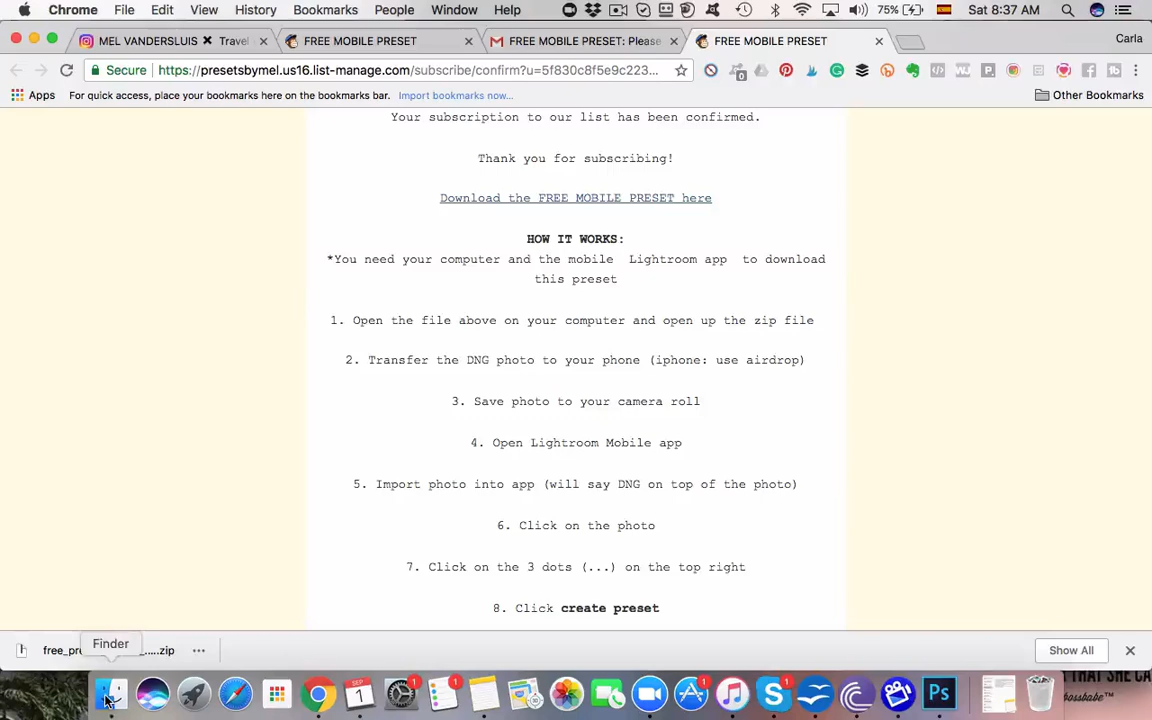 Chrome File Edit View History Bookmarks People Window Help 75% Sat 8:37 AM
MEL VANDERSLUIS ✕ Travel FREE MOBILE PRESET FREE MOBILE PRESET: Please FREE MOBILE PRESET Carla
Secure https://presetsbymel.us16.list-manage.com/subscribe/confirm?u=5f830c8f5e9c223...
Apps For quick access, place your bookmarks here on the bookmarks bar. Import bookmarks now... Other Bookmarks
Your subscription to our list has been confirmed.
Thank you for subscribing!
Download the FREE MOBILE PRESET here
HOW IT WORKS:
*You need your computer and the mobile Lightroom app to download
this preset
1. Open the file above on your computer and open up the zip file
2. Transfer the DNG photo to your phone (iphone: use airdrop)
3. Save photo to your camera roll
4. Open Lightroom Mobile app
5. Import photo into app (will say DNG on top of the photo)
6. Click on the photo
7. Click on the 3 dots (...) on the top right
8. Click create preset
Finder
free_pre .....zip Show All
T THAT SHE CA
bossbabe™